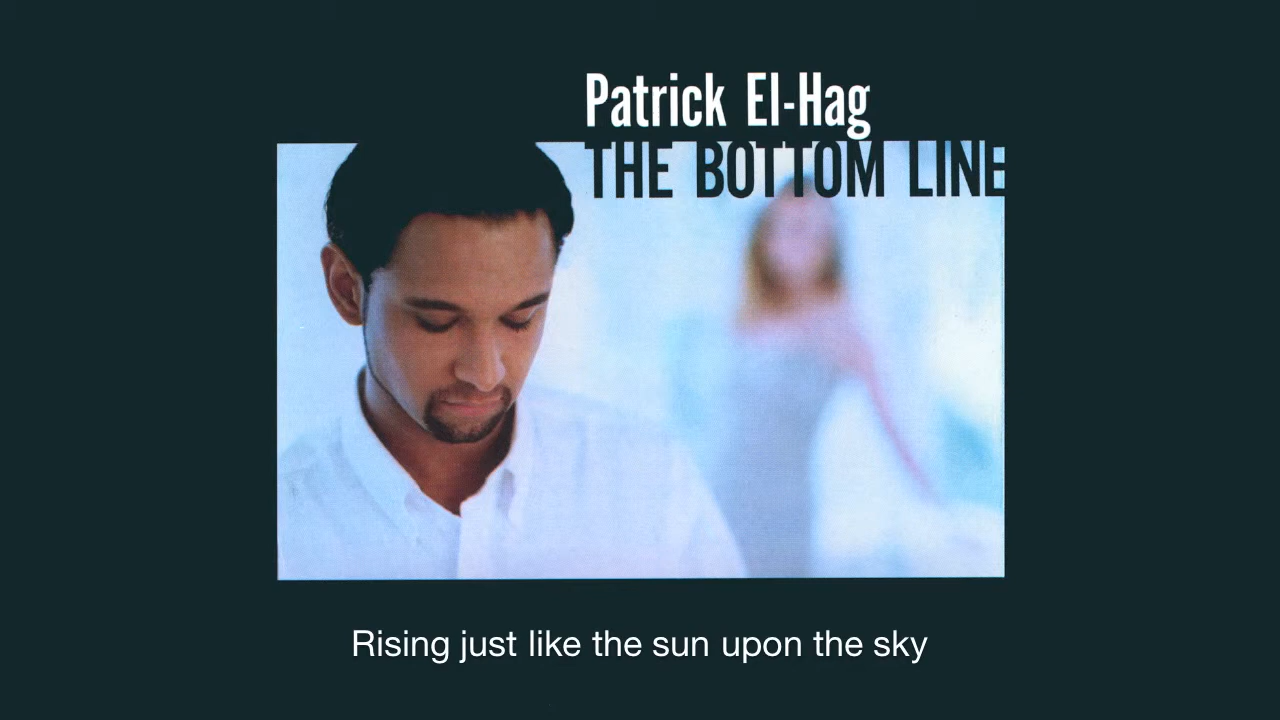 Patrick El-Hag
THE BOTTOM LINE
Rising just like the sun upon the sky